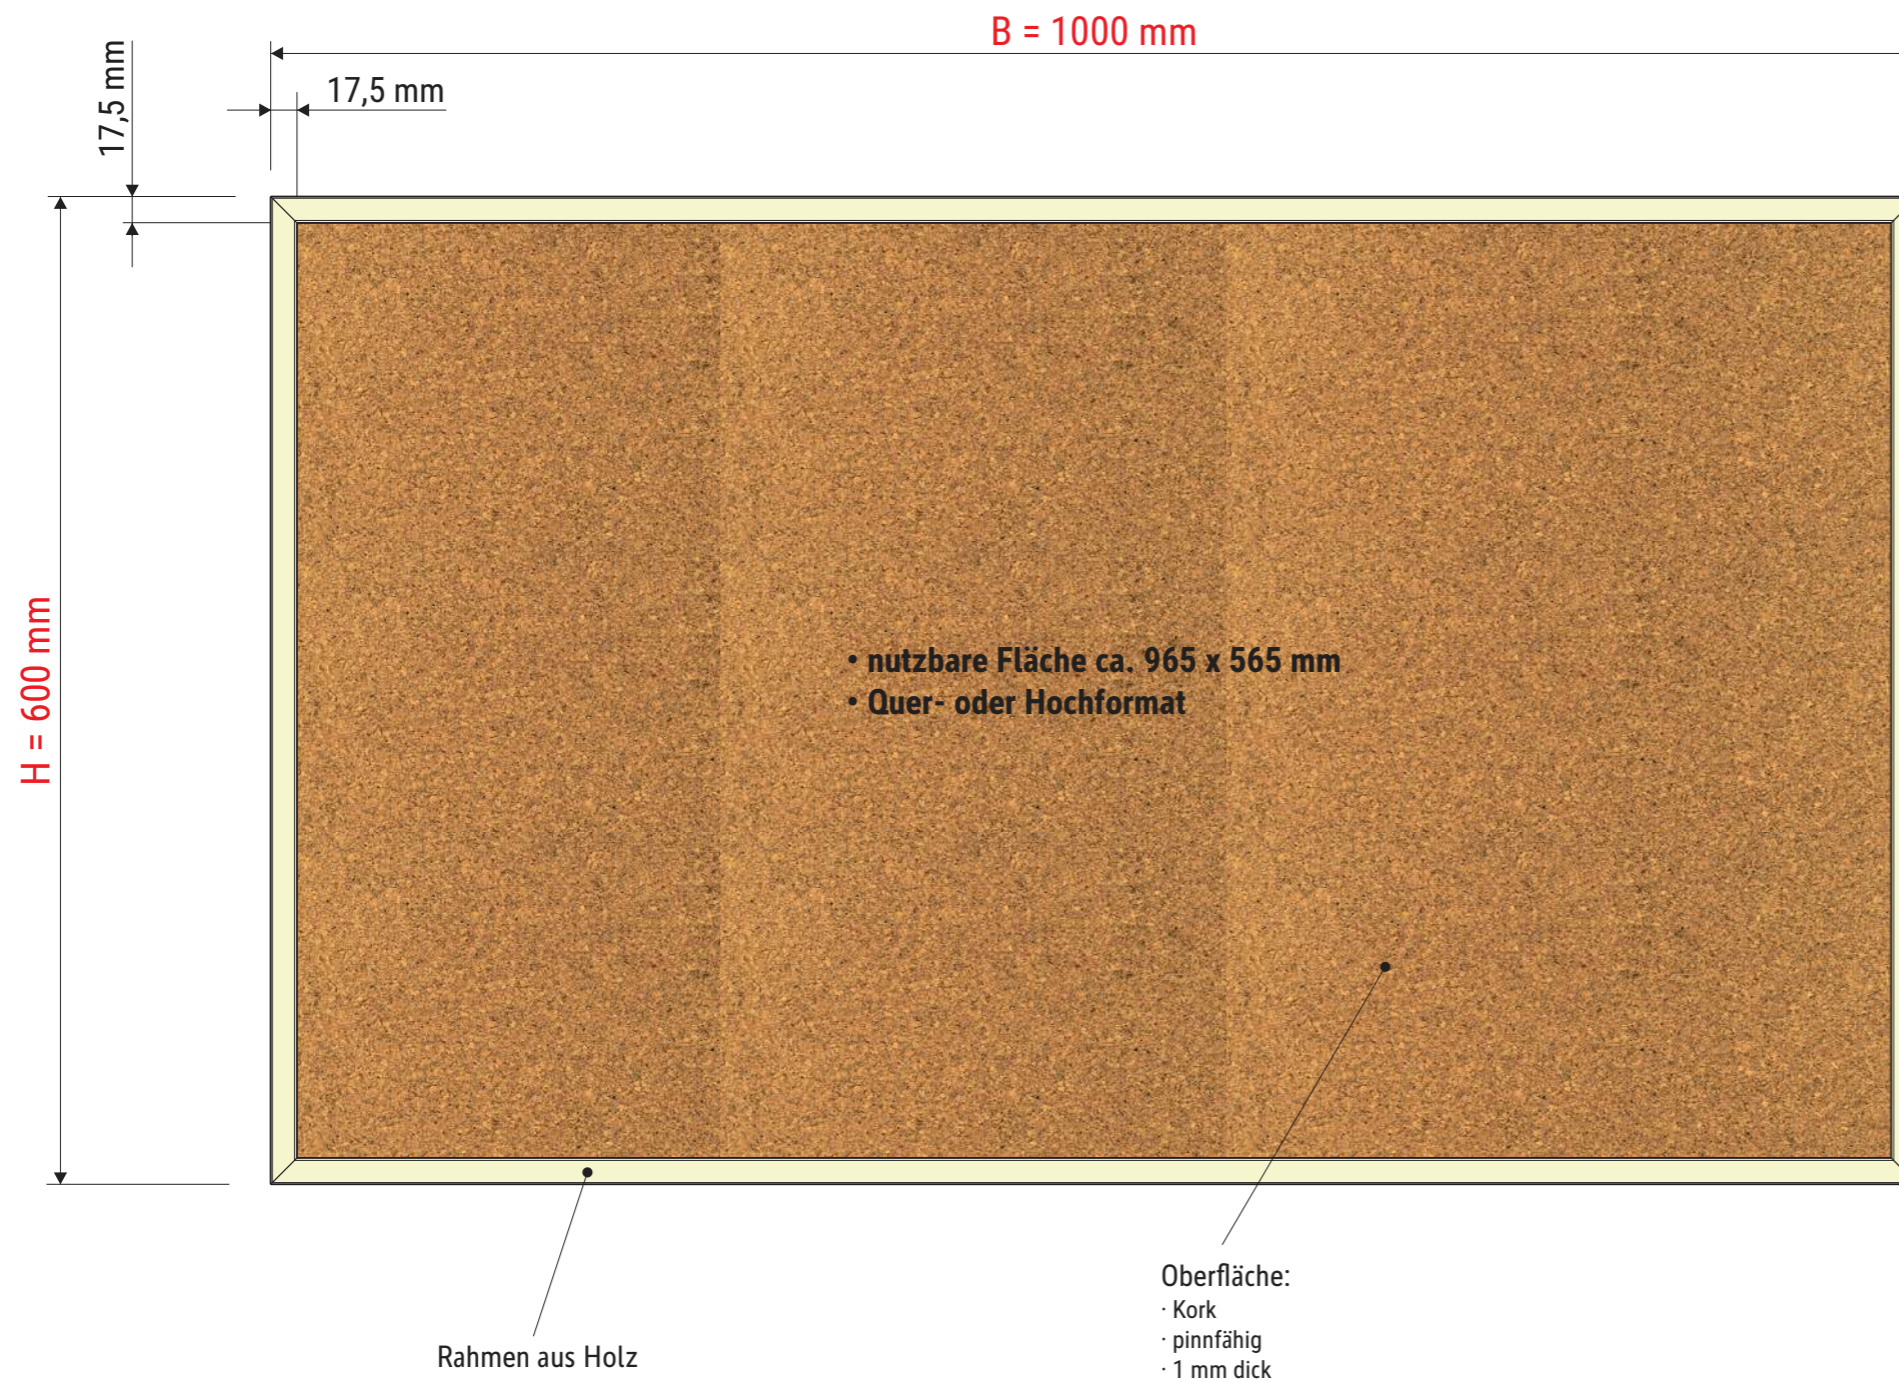 B = 1000 mm
17,5 mm
17,5 mm
H = 600 mm
• nutzbare Fläche ca. 965 x 565 mm
• Quer- oder Hochformat
Oberfläche:
· Kork
· pinnfähig
· 1 mm dick
Rahmen aus Holz